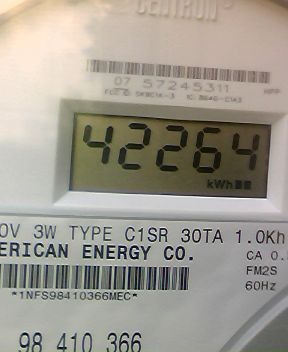 CENTRON
07 57245311
42264
kWh
0V 3W TYPE C1SR 30TA 1.0Kh
ERICAN ENERGY CO.
CA 0.
FM2S
*1NFS98410366MEC*
60Hz
98 410 366